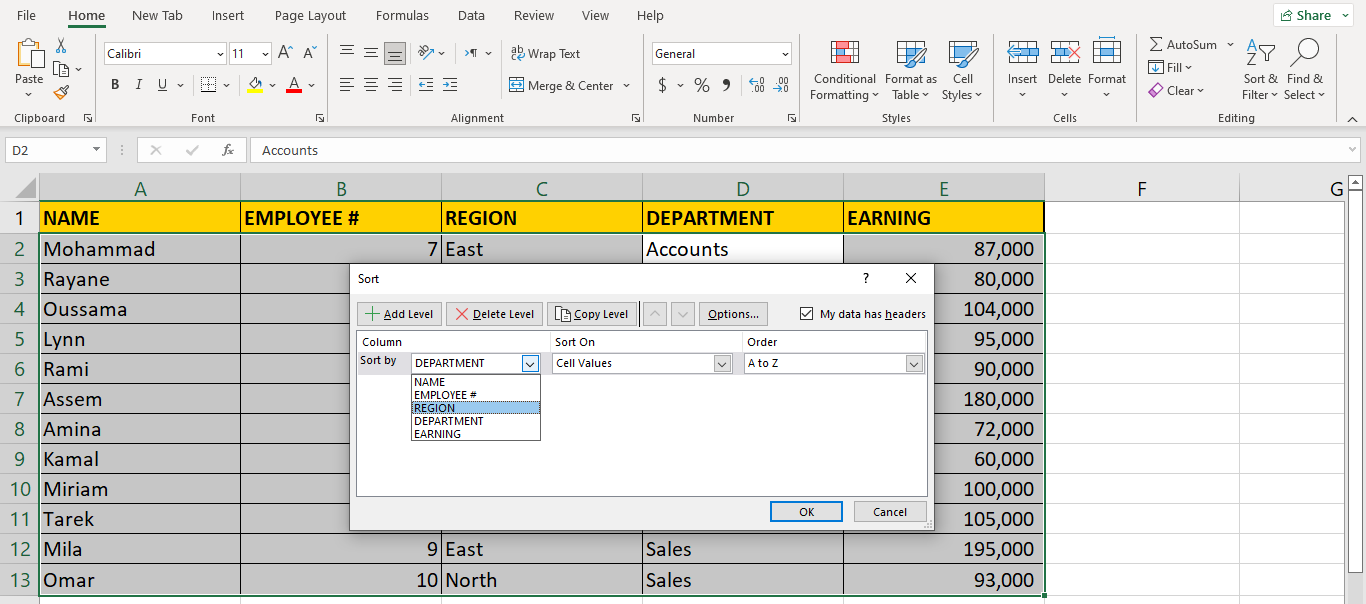 File Home New Tab Insert Page Layout Formulas Data Review View Help Share
Calibri 11 ab Wrap Text General AutoSum
Paste B I U Merge & Center $ % Conditional Formatting Format as Table Cell Styles Insert Delete Format Fill Clear Sort & Filter Find & Select
Clipboard Font Alignment Number Styles Cells Editing
D2 fx Accounts
A B C D E F G
1 NAME EMPLOYEE # REGION DEPARTMENT EARNING
2 Mohammad 7 East Accounts 87,000
3 Rayane 80,000
4 Oussama 104,000
5 Lynn 95,000
6 Rami 90,000
7 Assem 180,000
8 Amina 72,000
9 Kamal 60,000
10 Miriam 100,000
11 Tarek 105,000
12 Mila 9 East Sales 195,000
13 Omar 10 North Sales 93,000
Sort ?
Add Level Delete Level Copy Level Options... My data has headers
Column Sort On Order
Sort by DEPARTMENT Cell Values A to Z
NAME
EMPLOYEE #
REGION
DEPARTMENT
EARNING
OK Cancel